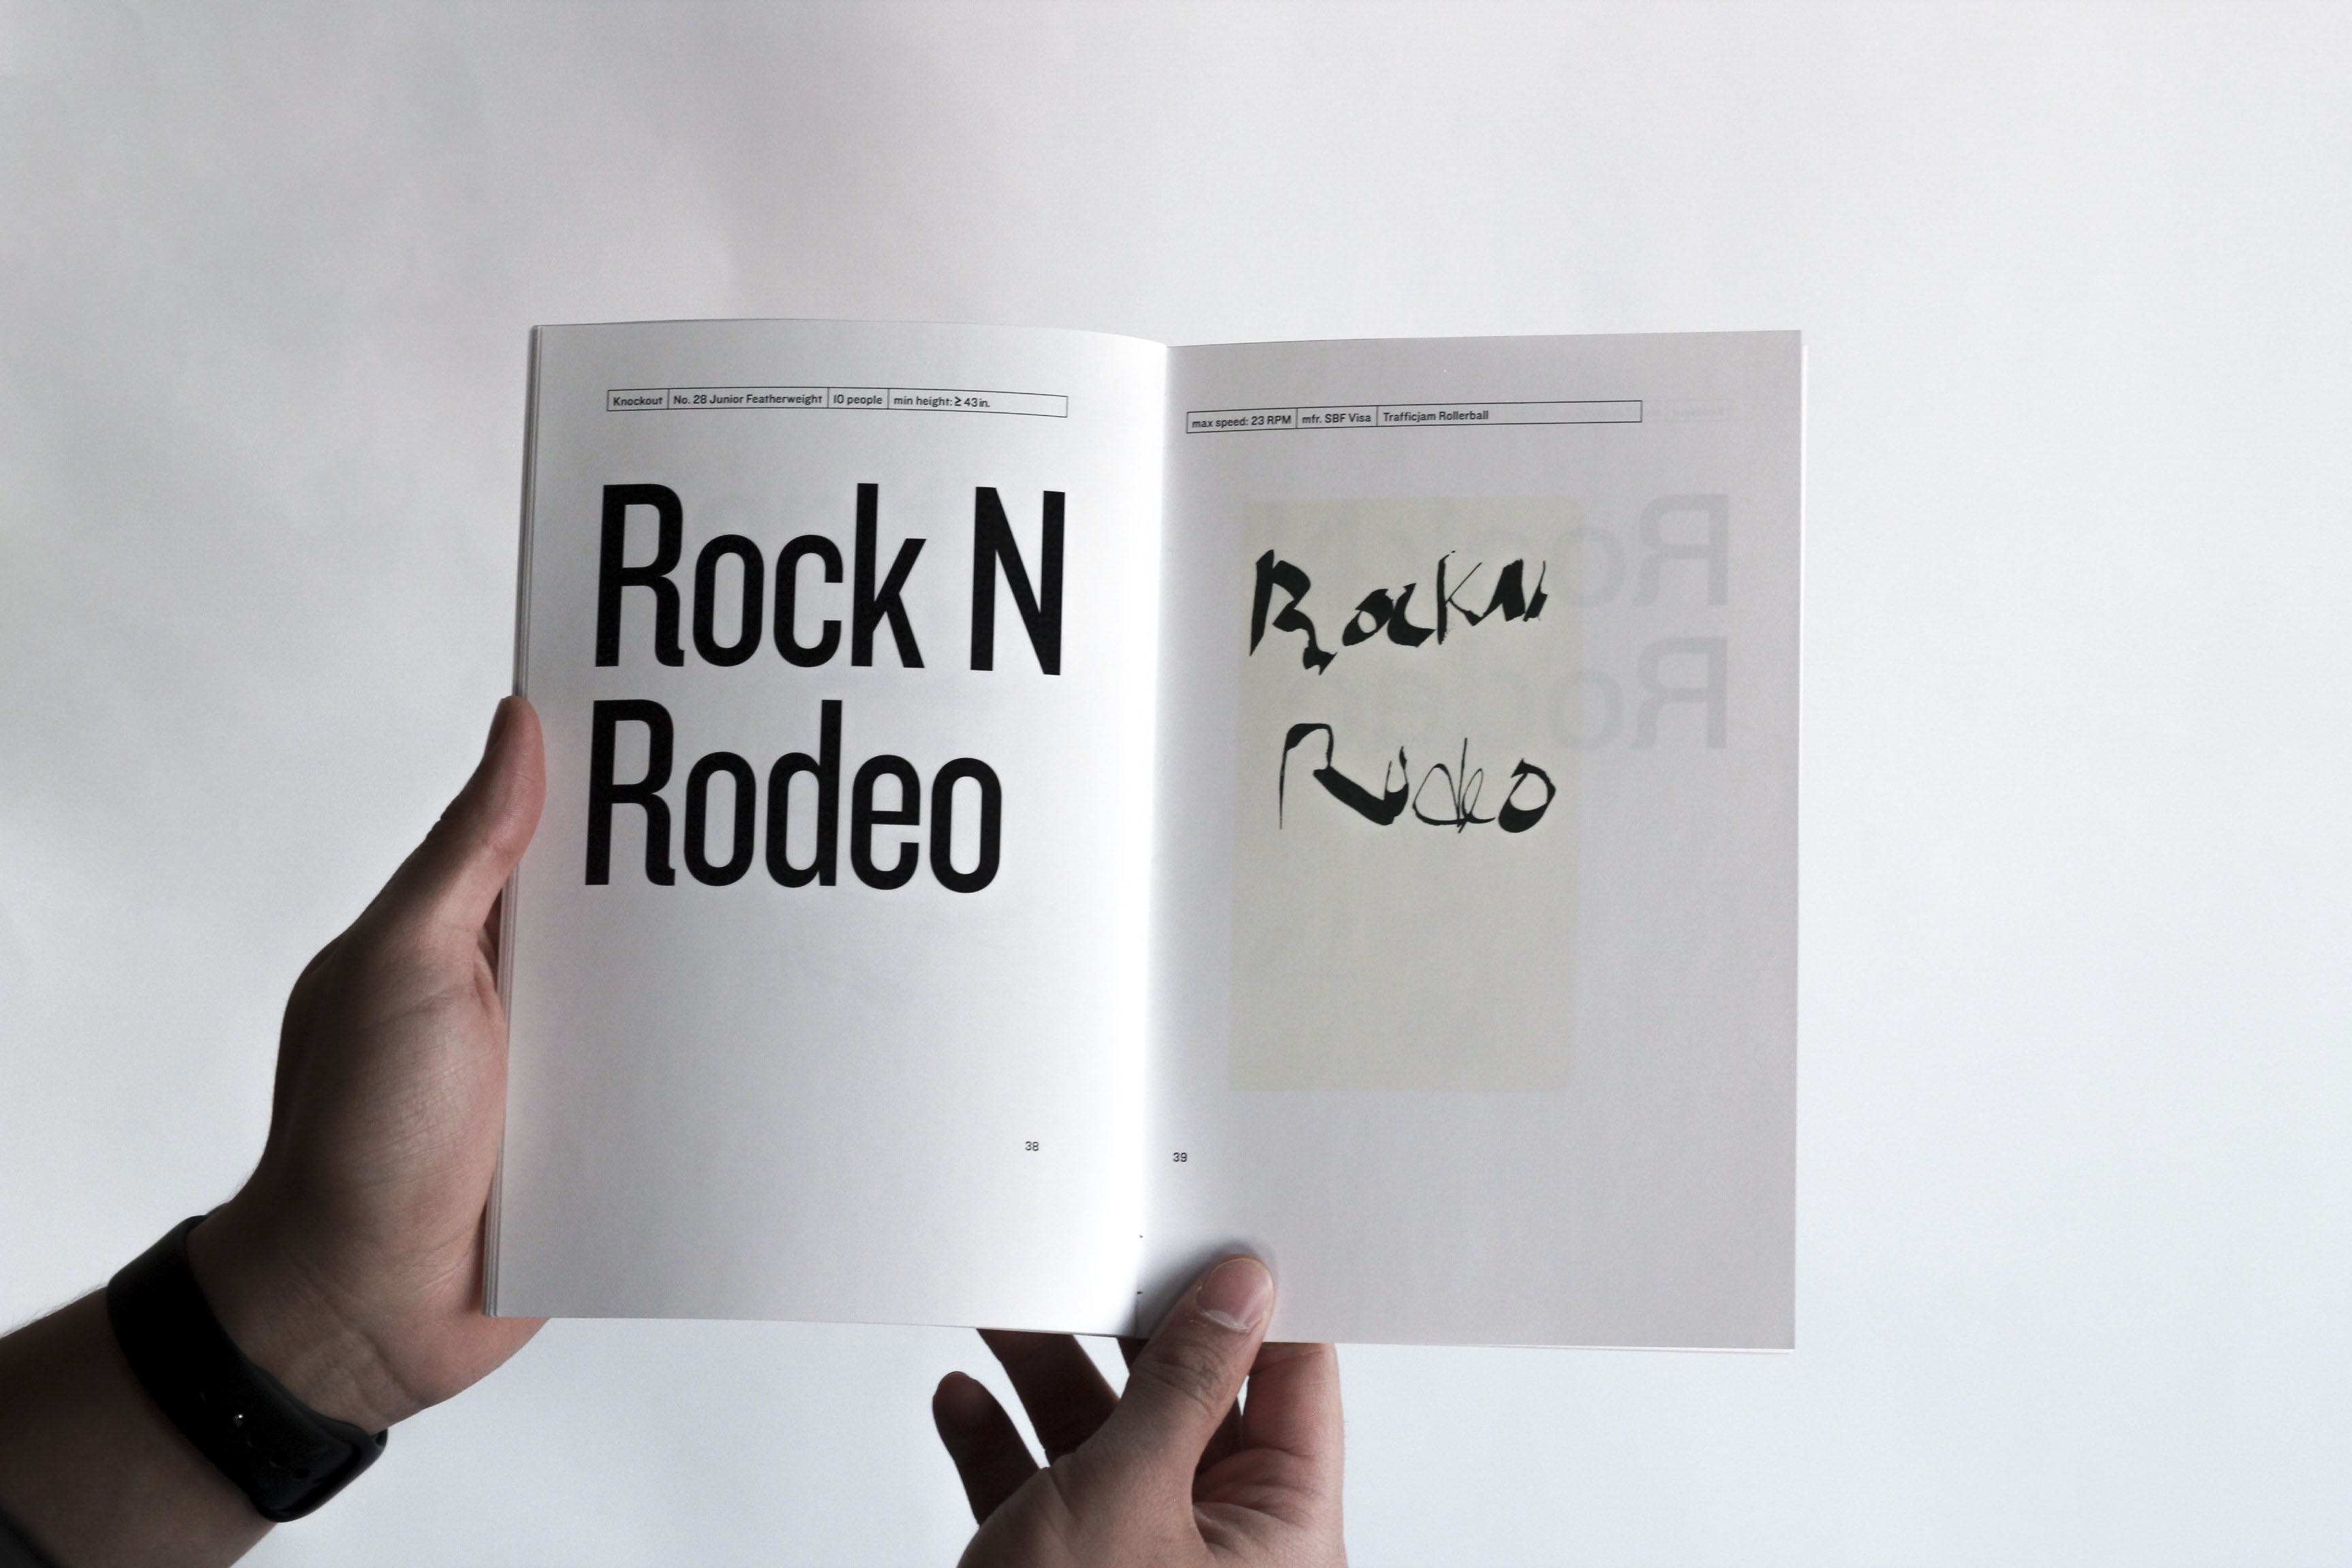 Knockout No. 28 Junior Featherweight 10 people min height: ≥ 43 in.
Rock N
Rodeo
38
max speed: 23 RPM mfr. SBF Visa Trafficjam Rollerball
Rock N
Rodeo
39